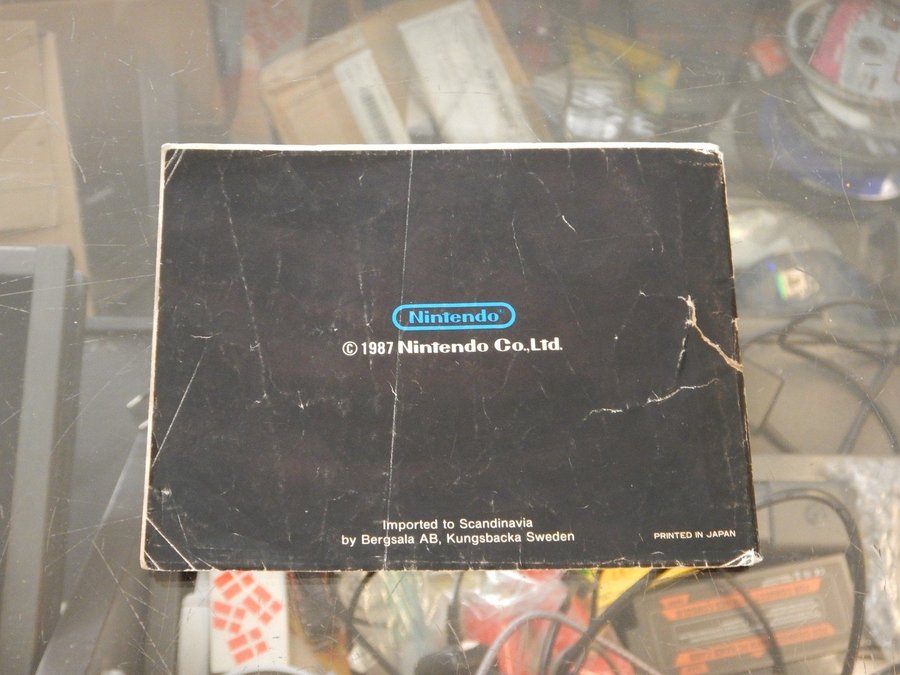 Nintendo®
© 1987 Nintendo Co.,Ltd.
Imported to Scandinavia
by Bergsala AB, Kungsbacka Sweden
PRINTED IN JAPAN